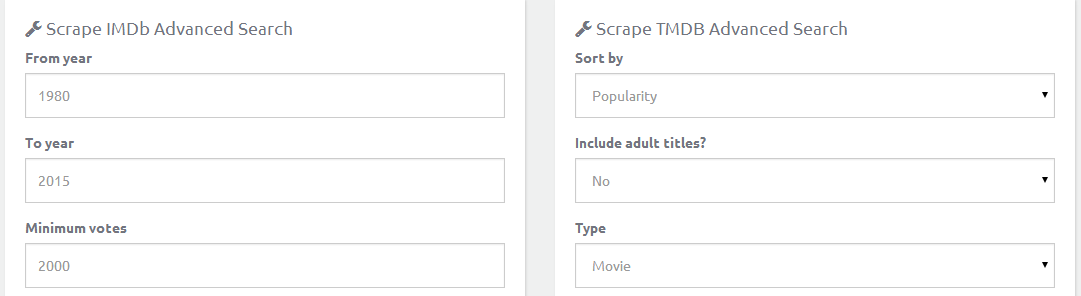 Scrape IMDb Advanced Search
From year
1980
To year
2015
Minimum votes
2000
Scrape TMDB Advanced Search
Sort by
Popularity
Include adult titles?
No
Type
Movie